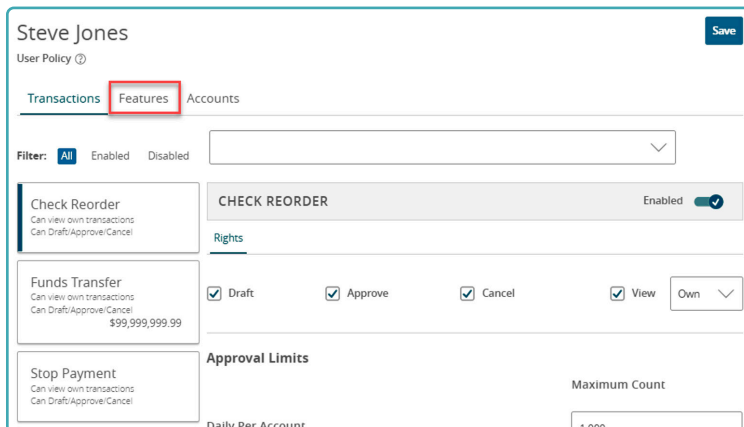 Steve Jones
Save
User Policy
Transactions Features Accounts
Filter: All Enabled Disabled
Check Reorder
Can view own transactions
Can Draft/Approve/Cancel
CHECK REORDER Enabled
Rights
Funds Transfer
Can view own transactions
Can Draft/Approve/Cancel
$99,999,999.99
Draft Approve Cancel View Own
Stop Payment
Can view own transactions
Can Draft/Approve/Cancel
Approval Limits
Maximum Count
Daily Per Account